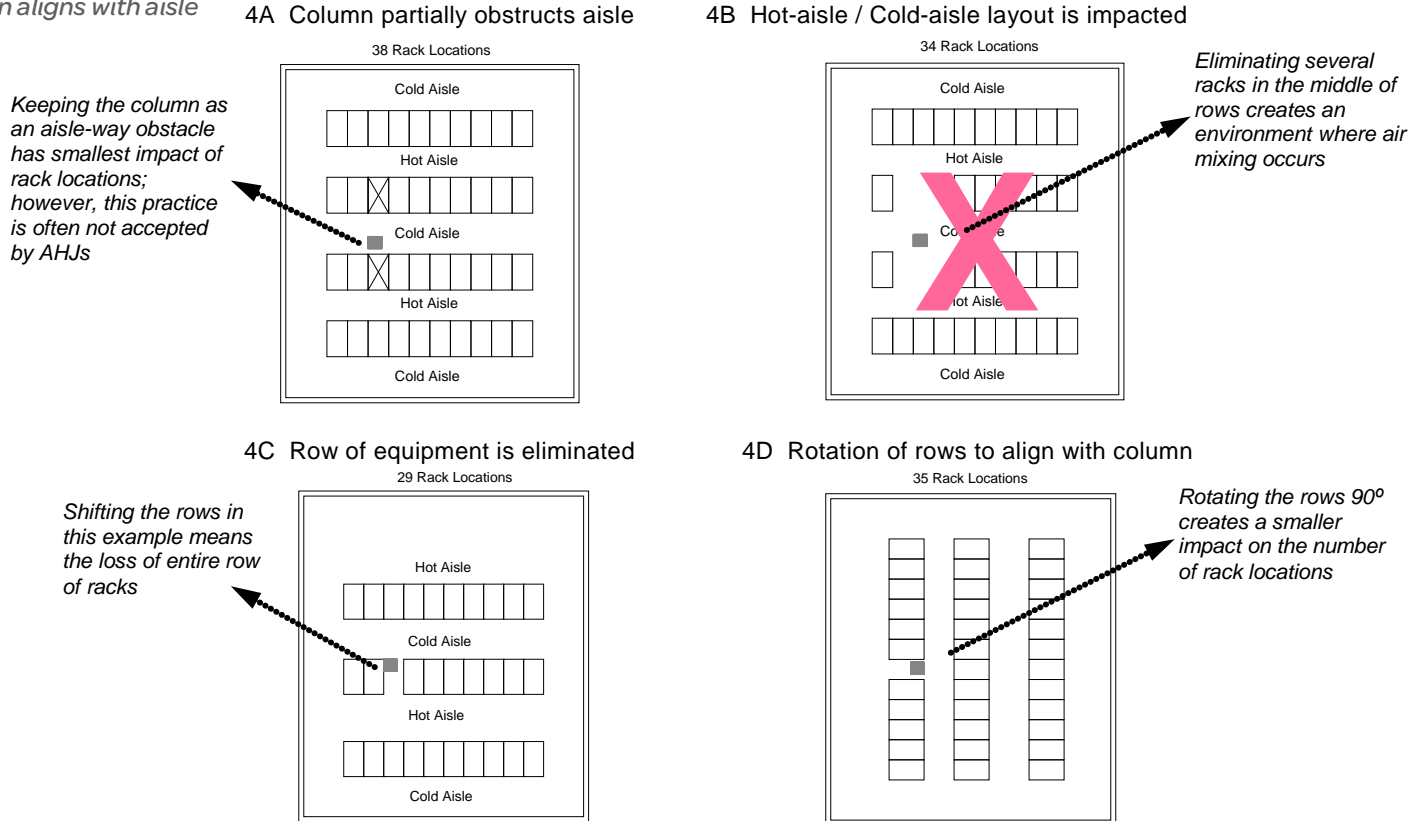 n aligns with aisle
4A Column partially obstructs aisle
38 Rack Locations
Keeping the column as
an aisle-way obstacle
has smallest impact of
rack locations;
however, this practice
is often not accepted
by AHJs
Cold Aisle
Hot Aisle
Cold Aisle
Hot Aisle
Cold Aisle
4B Hot-aisle / Cold-aisle layout is impacted
34 Rack Locations
Cold Aisle
Hot Aisle
Co e
ot Aisle
Cold Aisle
Eliminating several
racks in the middle of
rows creates an
environment where air
mixing occurs
4C Row of equipment is eliminated
29 Rack Locations
Shifting the rows in
this example means
the loss of entire row
of racks
Hot Aisle
Cold Aisle
Hot Aisle
Cold Aisle
4D Rotation of rows to align with column
35 Rack Locations
Rotating the rows 90º
creates a smaller
impact on the number
of rack locations